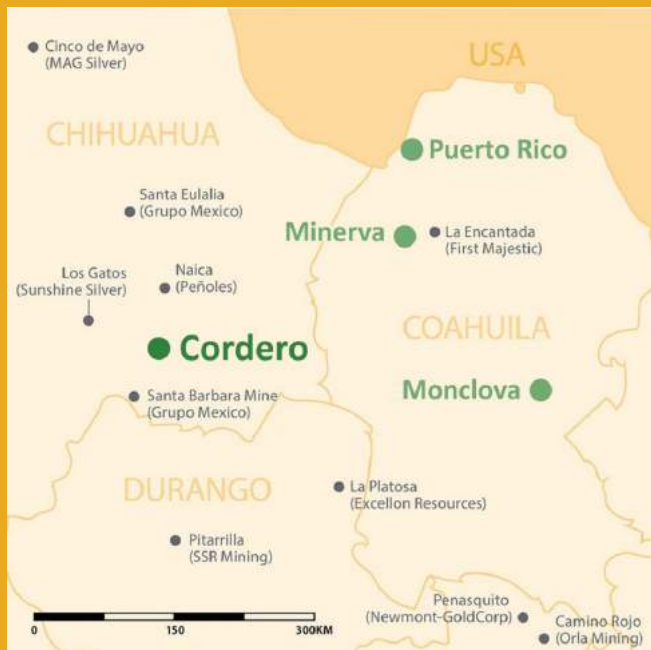 Cinco de Mayo
(MAG Silver)
USA
CHIHUAHUA
Puerto Rico
Santa Eulalia
(Grupo Mexico)
Minerva
La Encantada
(First Majestic)
Los Gatos
(Sunshine Silver)
Naica
(Peñoles)
COAHUILA
Cordero
Monclova
Santa Barbara Mine
(Grupo Mexico)
DURANGO
La Platosa
(Excellon Resources)
Pitarrilla
(SSR Mining)
Penasquito
(Newmont-GoldCorp)
Camino Rojo
(Orla Mining)
0
150
300KM